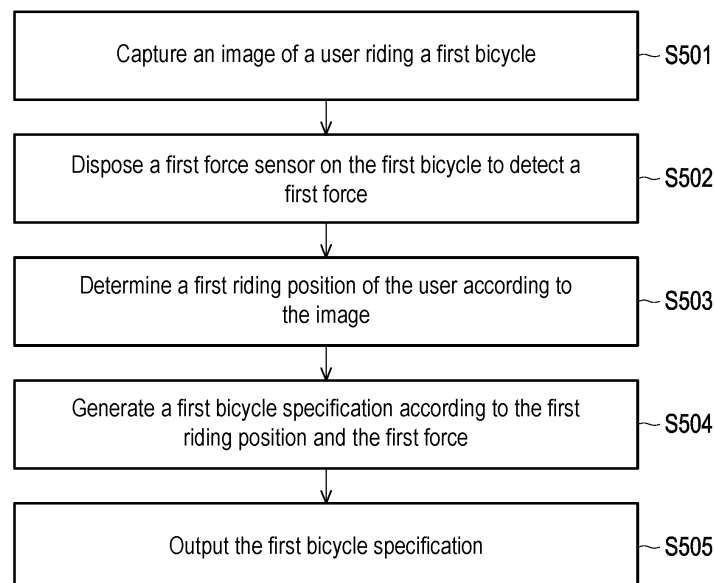 Capture an image of a user riding a first bicycle
S501
Dispose a first force sensor on the first bicycle to detect a
first force
S502
Determine a first riding position of the user according to
the image
S503
Generate a first bicycle specification according to the first
riding position and the first force
S504
Output the first bicycle specification
S505